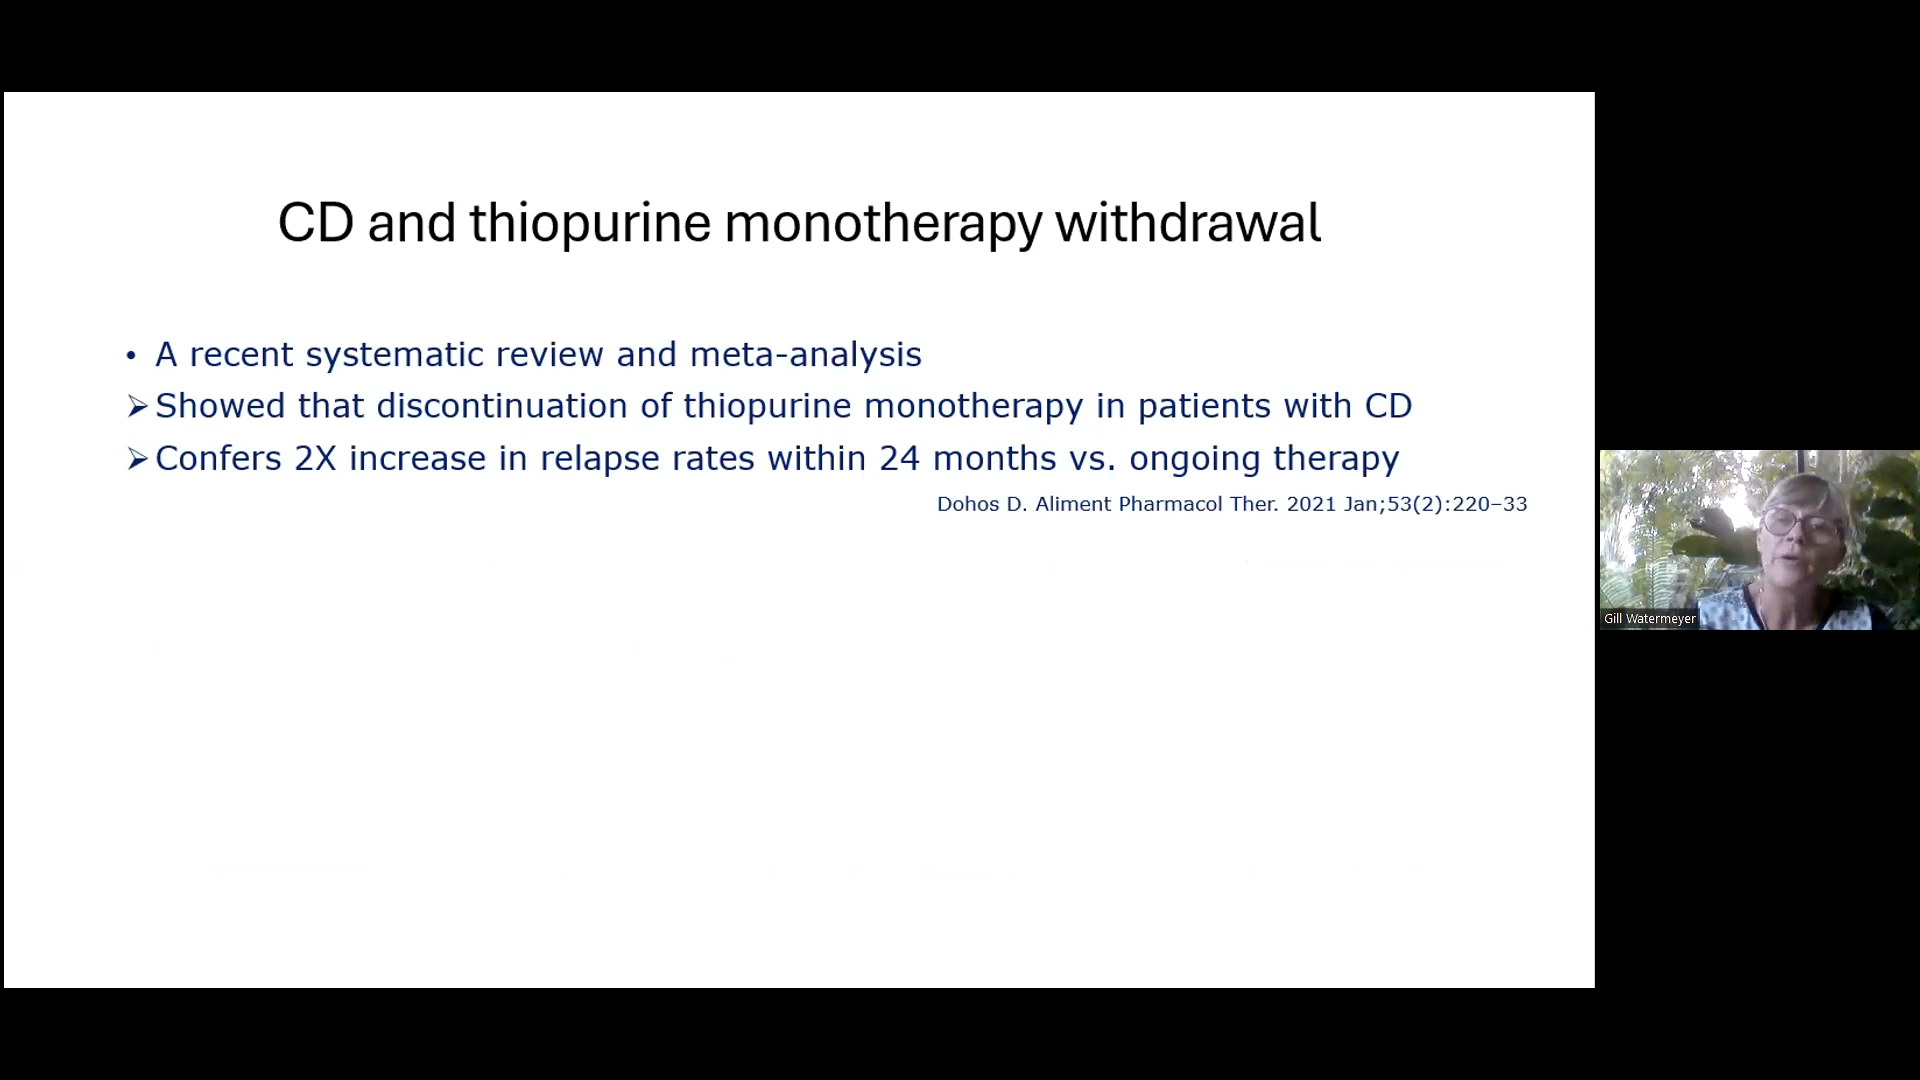 CD and thiopurine monotherapy withdrawal
• A recent systematic review and meta-analysis
➢ Showed that discontinuation of thiopurine monotherapy in patients with CD
➢ Confers 2X increase in relapse rates within 24 months vs. ongoing therapy
Dohos D. Aliment Pharmacol Ther. 2021 Jan;53(2):220–33
Gill Watermeyer